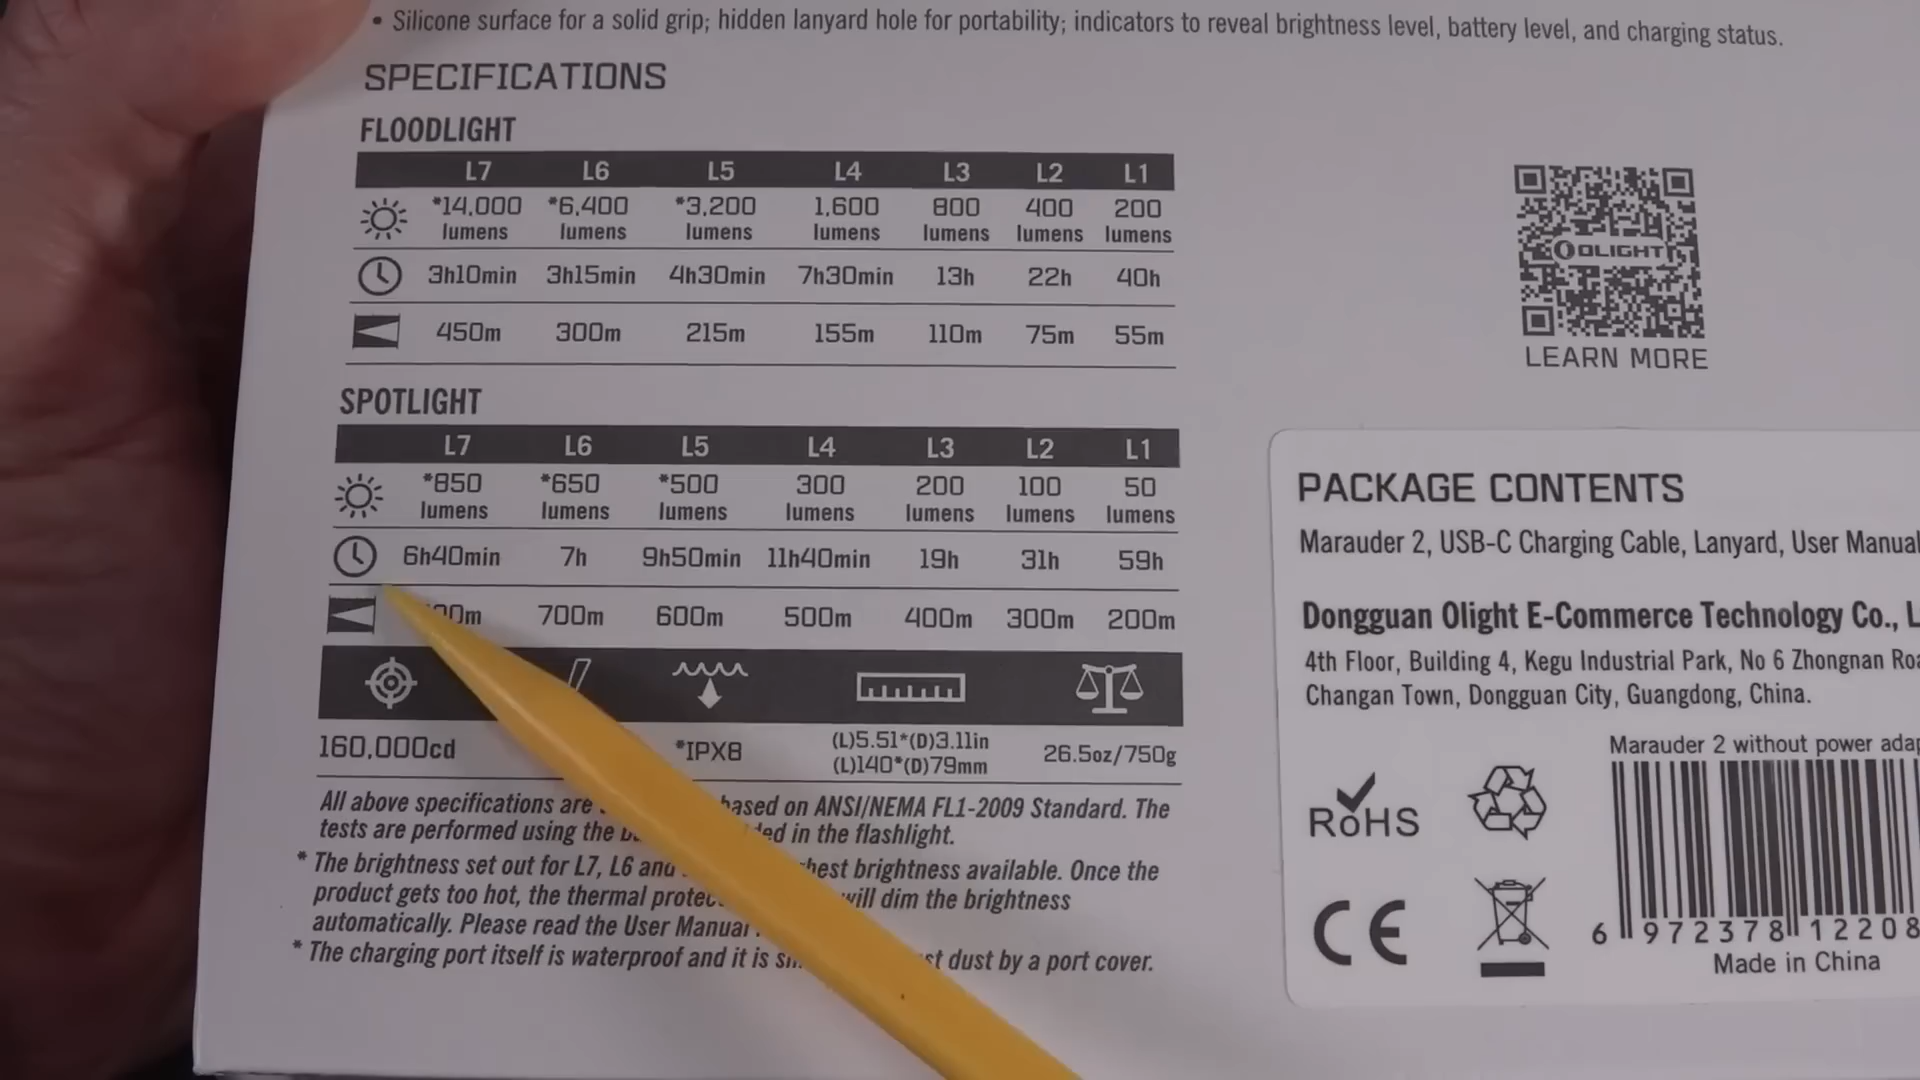 • Silicone surface for a solid grip; hidden lanyard hole for portability; indicators to reveal brightness level, battery level, and charging status.
SPECIFICATIONS
FLOODLIGHT
L7 L6 L5 L4 L3 L2 L1
*14,000 *6,400 *3,200 1,600 800 400 200
lumens lumens lumens lumens lumens lumens lumens
3h10min 3h15min 4h30min 7h30min 13h 22h 40h
450m 300m 215m 155m 110m 75m 55m
SPOTLIGHT
L7 L6 L5 L4 L3 L2 L1
*850 *650 *500 300 200 100 50
lumens lumens lumens lumens lumens lumens lumens
6h40min 7h 9h50min 11h40min 19h 31h 59h
700m 600m 500m 400m 300m 200m
160,000cd *IPX8 (L)5.51*(D)3.11in 26.5oz/750g
(L)140*(D)79mm
All above specifications are based on ANSI/NEMA FL1-2009 Standard. The
tests are performed using the in the flashlight.
* The brightness set out for L7, L6 and brightness available. Once the
product gets too hot, the thermal will dim the brightness
automatically. Please read the User Manual
* The charging port itself is waterproof and it is dust by a port cover.
OLIGHT
LEARN MORE
PACKAGE CONTENTS
Marauder 2, USB-C Charging Cable, Lanyard, User Manual
Dongguan Olight E-Commerce Technology Co.,
4th Floor, Building 4, Kegu Industrial Park, No 6 Zhongnan
Changan Town, Dongguan City, Guangdong, China.
Marauder 2 without power
RoHS
CE
6 972378 12208
Made in China